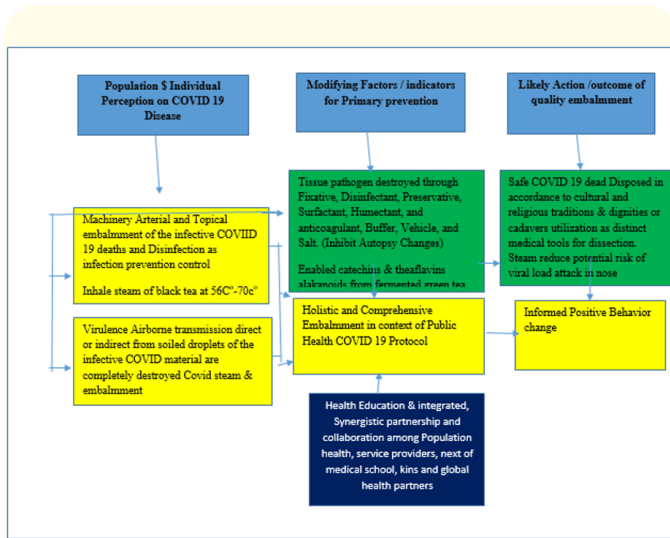 Population $ Individual
Perception on COVID 19
Disease
Modifying Factors / indicators
for Primary prevention
Likely Action /outcome of
quality embalmment
Machinery Arterial and Topical
embalment of the infective COVIID
19 deaths and Disinfection as
infection prevention control
Inhale steam of black tea at 56C°-70c°
Virulence Airborne transmission direct
or indirect from soiled droplets of the
infective COVID material are
completely destroyed Covid steam &
embalmment
Tissue pathogen destroyed through
Fixative, Disinfectant, Preservative,
Surfactant, Humectant, and
anticoagulant, Buffer, Vehicle, and
Salt. (Inhibit Autopsy Changes)
Enabled catechins & theaflavins
alakanoids from fermented green tea
Holistic and Comprehensive
Embalmment in context of Public
Health COVID 19 Protocol
Health Education & integrated,
Synergistic partnership and
collaboration among Population
health, service providers, next of
medical school, kins and global
health partners
Safe COVID 19 dead Disposed in
accordance to cultural and
religious traditions & dignities or
cadavers utilization as distinct
medical tools for dissection.
Steam reduce potential risk of
viral load attack in nose
Informed Positive Behavior
change